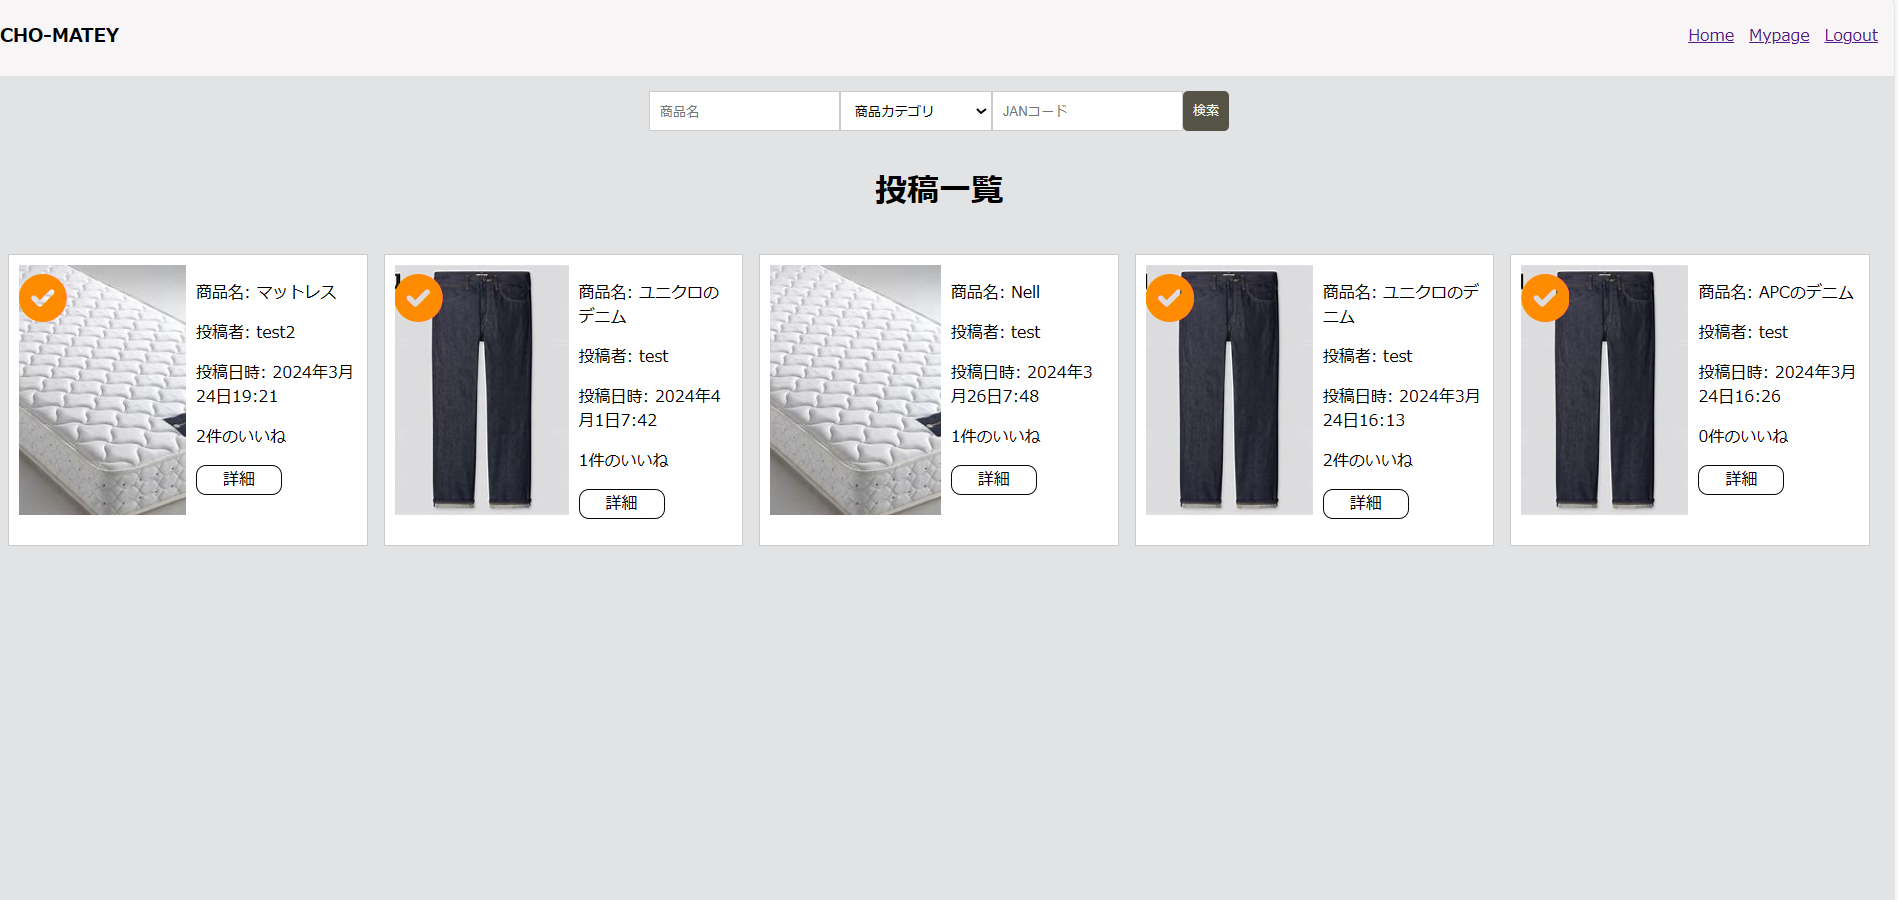 CHO-MATEY
Home Mypage Logout
商品名 商品カテゴリ JANコード 検索
投稿一覧
商品名: マットレス
投稿者: test2
投稿日時: 2024年3月
24日19:21
2件のいいね
詳細
商品名: ユニクロの
デニム
投稿者: test
投稿日時: 2024年4
月1日7:42
1件のいいね
詳細
商品名: Nell
投稿者: test
投稿日時: 2024年3
月26日7:48
1件のいいね
詳細
商品名: ユニクロのデ
ニム
投稿者: test
投稿日時: 2024年3月
24日16:13
2件のいいね
詳細
商品名: APCのデニム
投稿者: test
投稿日時: 2024年3月
24日16:26
0件のいいね
詳細